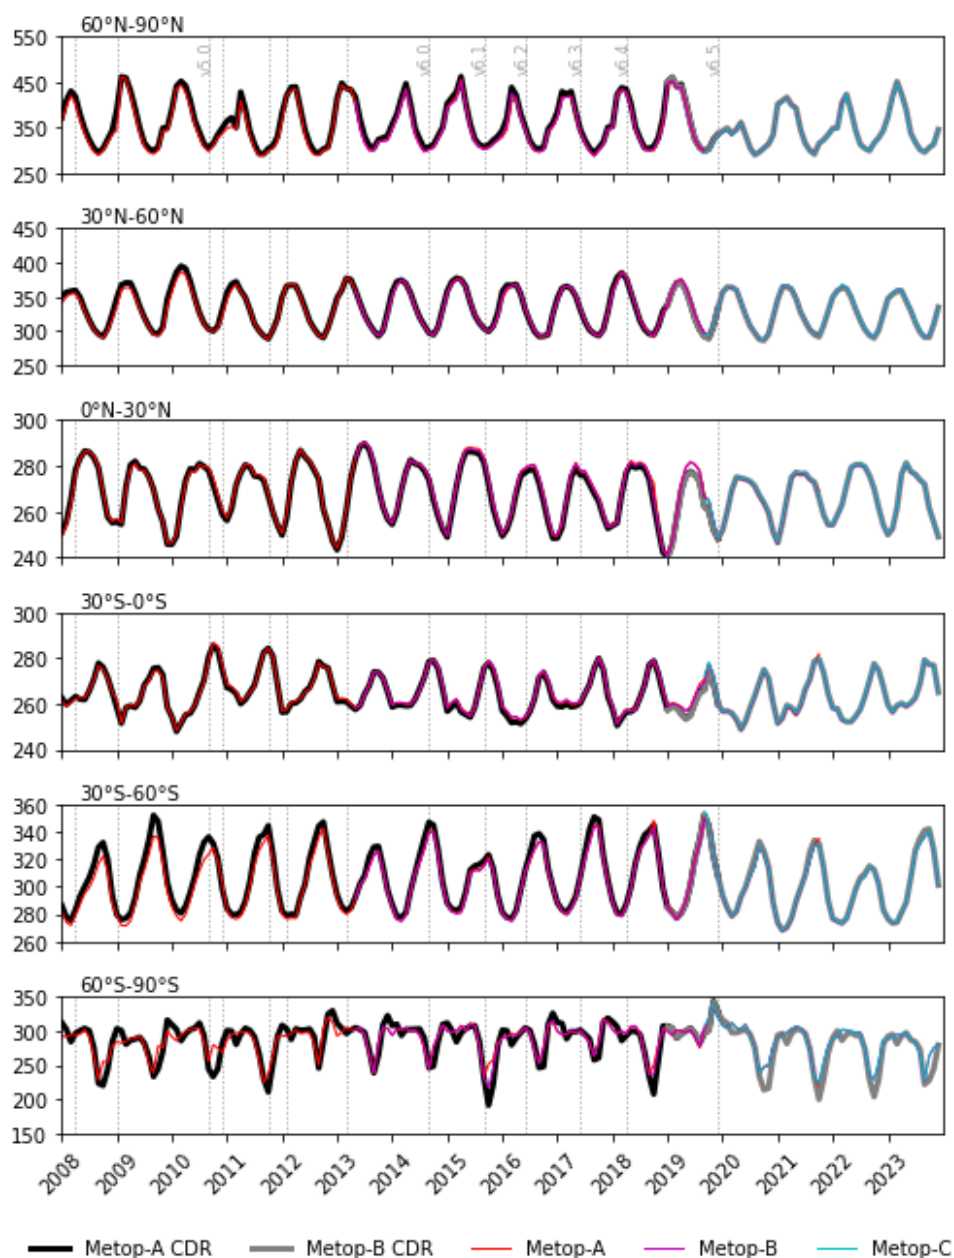 60°N-90°N
550
450
350
250
v5.0
v6.0
v6.1
v6.2
v6.3
v6.4
v6.5
30°N-60°N
450
400
350
300
250
0°N-30°N
300
280
260
240
30°S-0°S
300
280
260
240
30°S-60°S
360
340
320
300
280
260
60°S-90°S
350
300
250
200
150
2008 2009 2010 2011 2012 2013 2014 2015 2016 2017 2018 2019 2020 2021 2022 2023
Metop-A CDR Metop-B CDR Metop-A Metop-B Metop-C